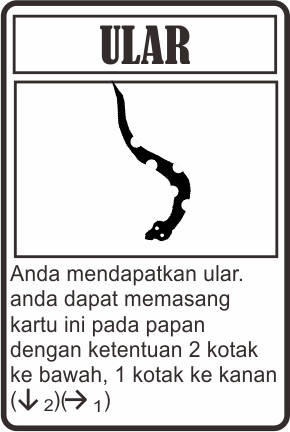 ULAR
Anda mendapatkan ular.
anda dapat memasang
kartu ini pada papan
dengan ketentuan 2 kotak
ke bawah, 1 kotak ke kanan
(↓ 2)(→ 1)